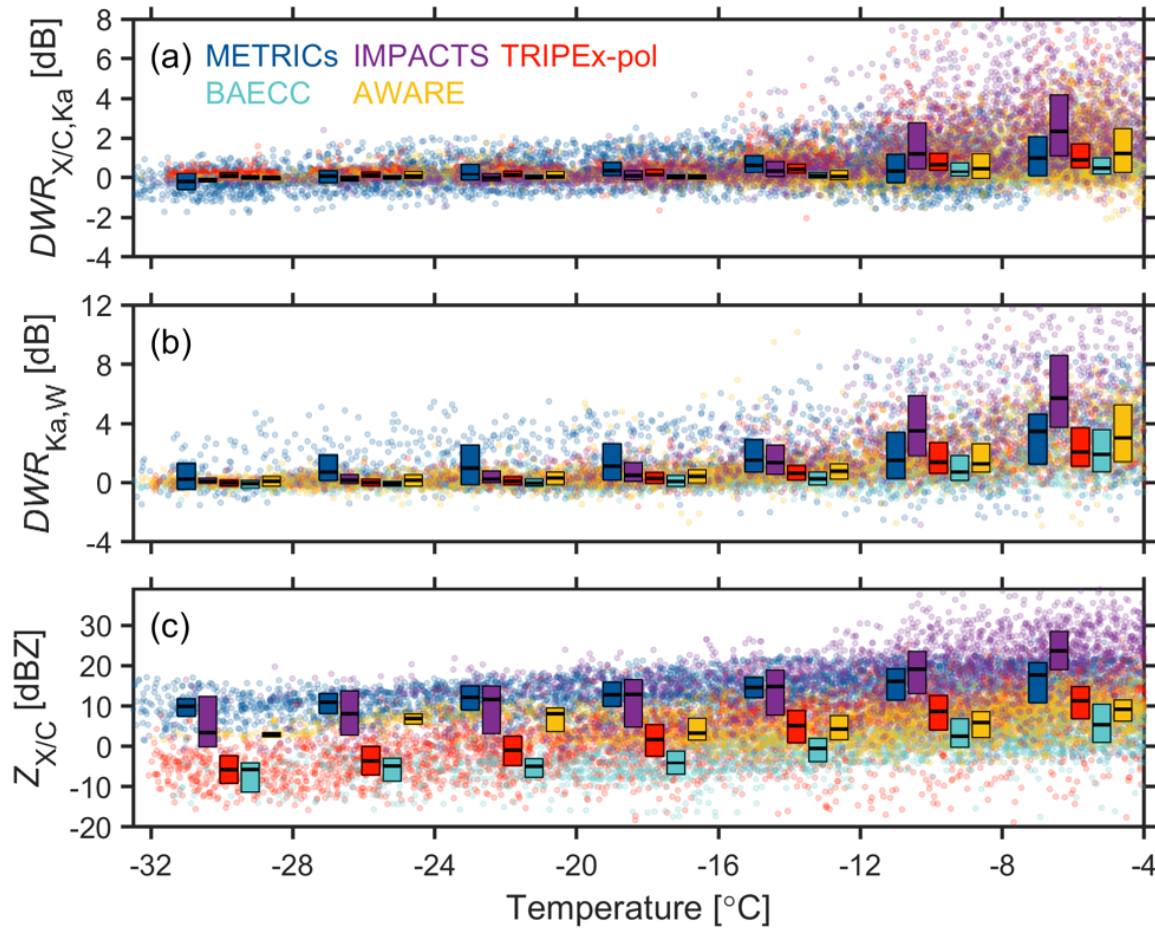 (a) METRICs IMPACTS TRIPEx-pol
BAECC AWARE
DWR_X/C,Ka [dB]
8
6
4
2
0
-2
-4
(b)
DWR_Ka,W [dB]
12
8
4
0
-4
(c)
Z_X/C [dBZ]
30
20
10
0
-10
-20
-32 -28 -24 -20 -16 -12 -8 -4
Temperature [°C]